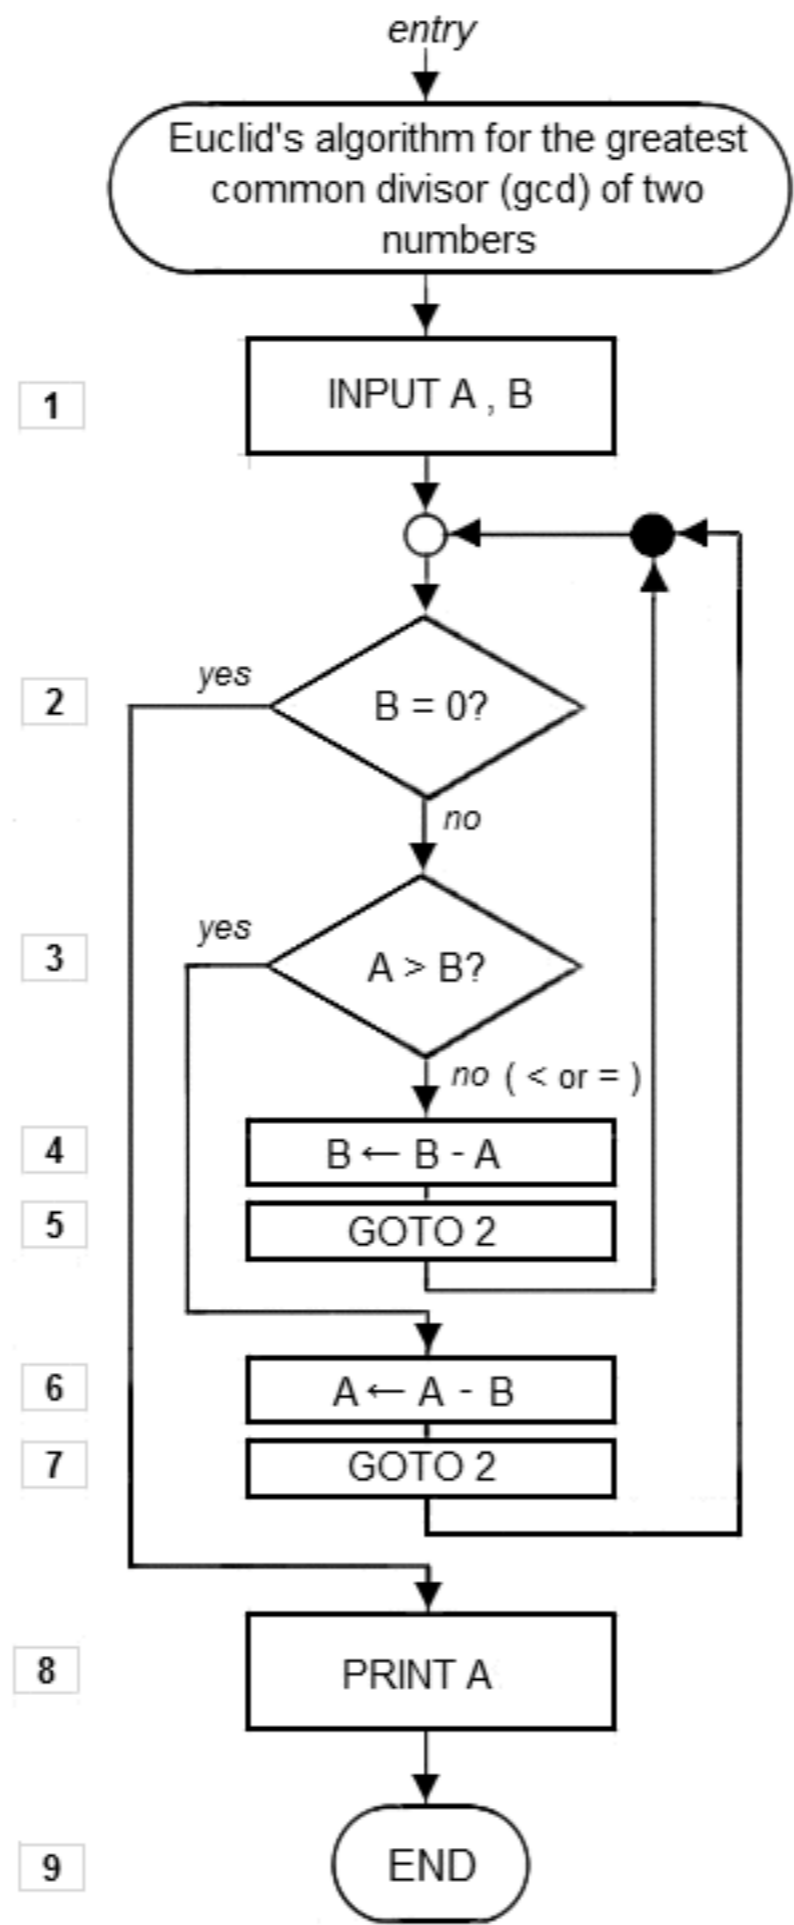 entry
Euclid's algorithm for the greatest
common divisor (gcd) of two
numbers
1
INPUT A , B
yes
2
B = 0?
no
yes
3
A > B?
no ( < or = )
4
B ← B - A
5
GOTO 2
6
A ← A - B
7
GOTO 2
8
PRINT A
9
END